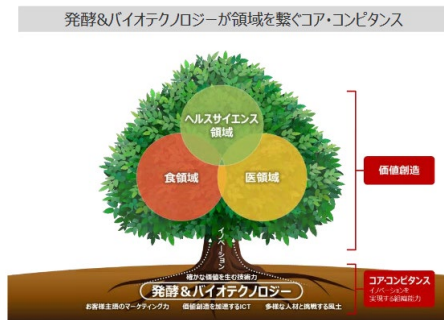 発酵&バイオテクノロジーが領域を繋ぐコア・コンピタンス
ヘルスサイエンス
領域
食領域
医領域
価値創造
イノベーション
確かな価値を生む技術力
発酵&バイオテクノロジー
お客様主語のマーケティング力 価値創造を加速するICT 多様な人材と挑戦する風土
コア・コンピタンス
イノベーションを
実現する組織能力